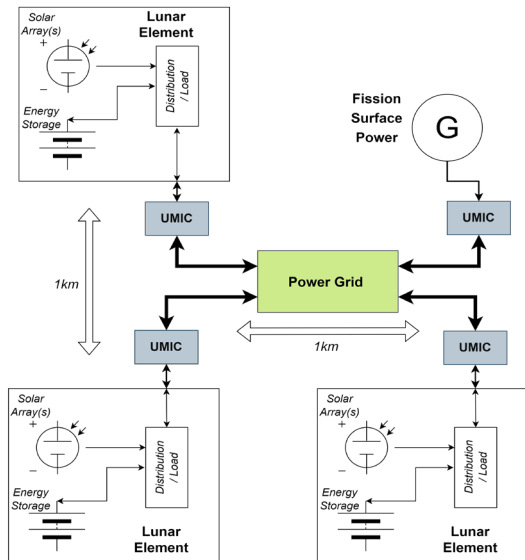 Solar
Array(s)
+
−
Lunar
Element
Distribution
/ Load
Energy
Storage
Fission
Surface
Power
G
UMIC
UMIC
1km
Power Grid
1km
UMIC
UMIC
Solar
Array(s)
+
−
Distribution
/ Load
Energy
Storage
Lunar
Element
Solar
Array(s)
+
−
Distribution
/ Load
Energy
Storage
Lunar
Element